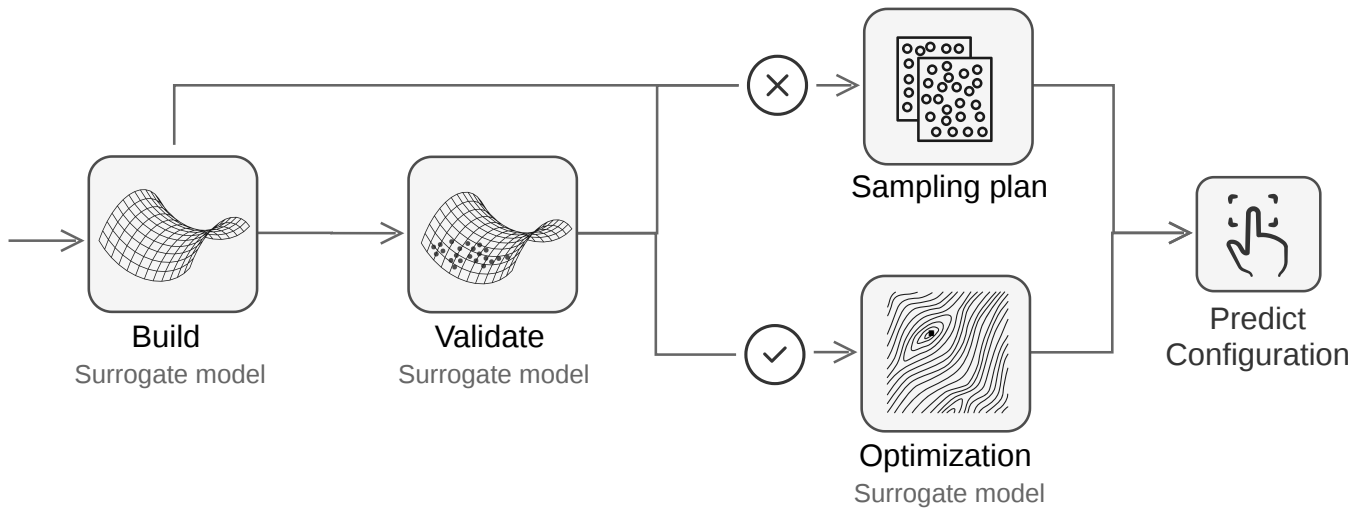 Sampling plan
Build
Surrogate model
Validate
Surrogate model
Predict
Configuration
Optimization
Surrogate model